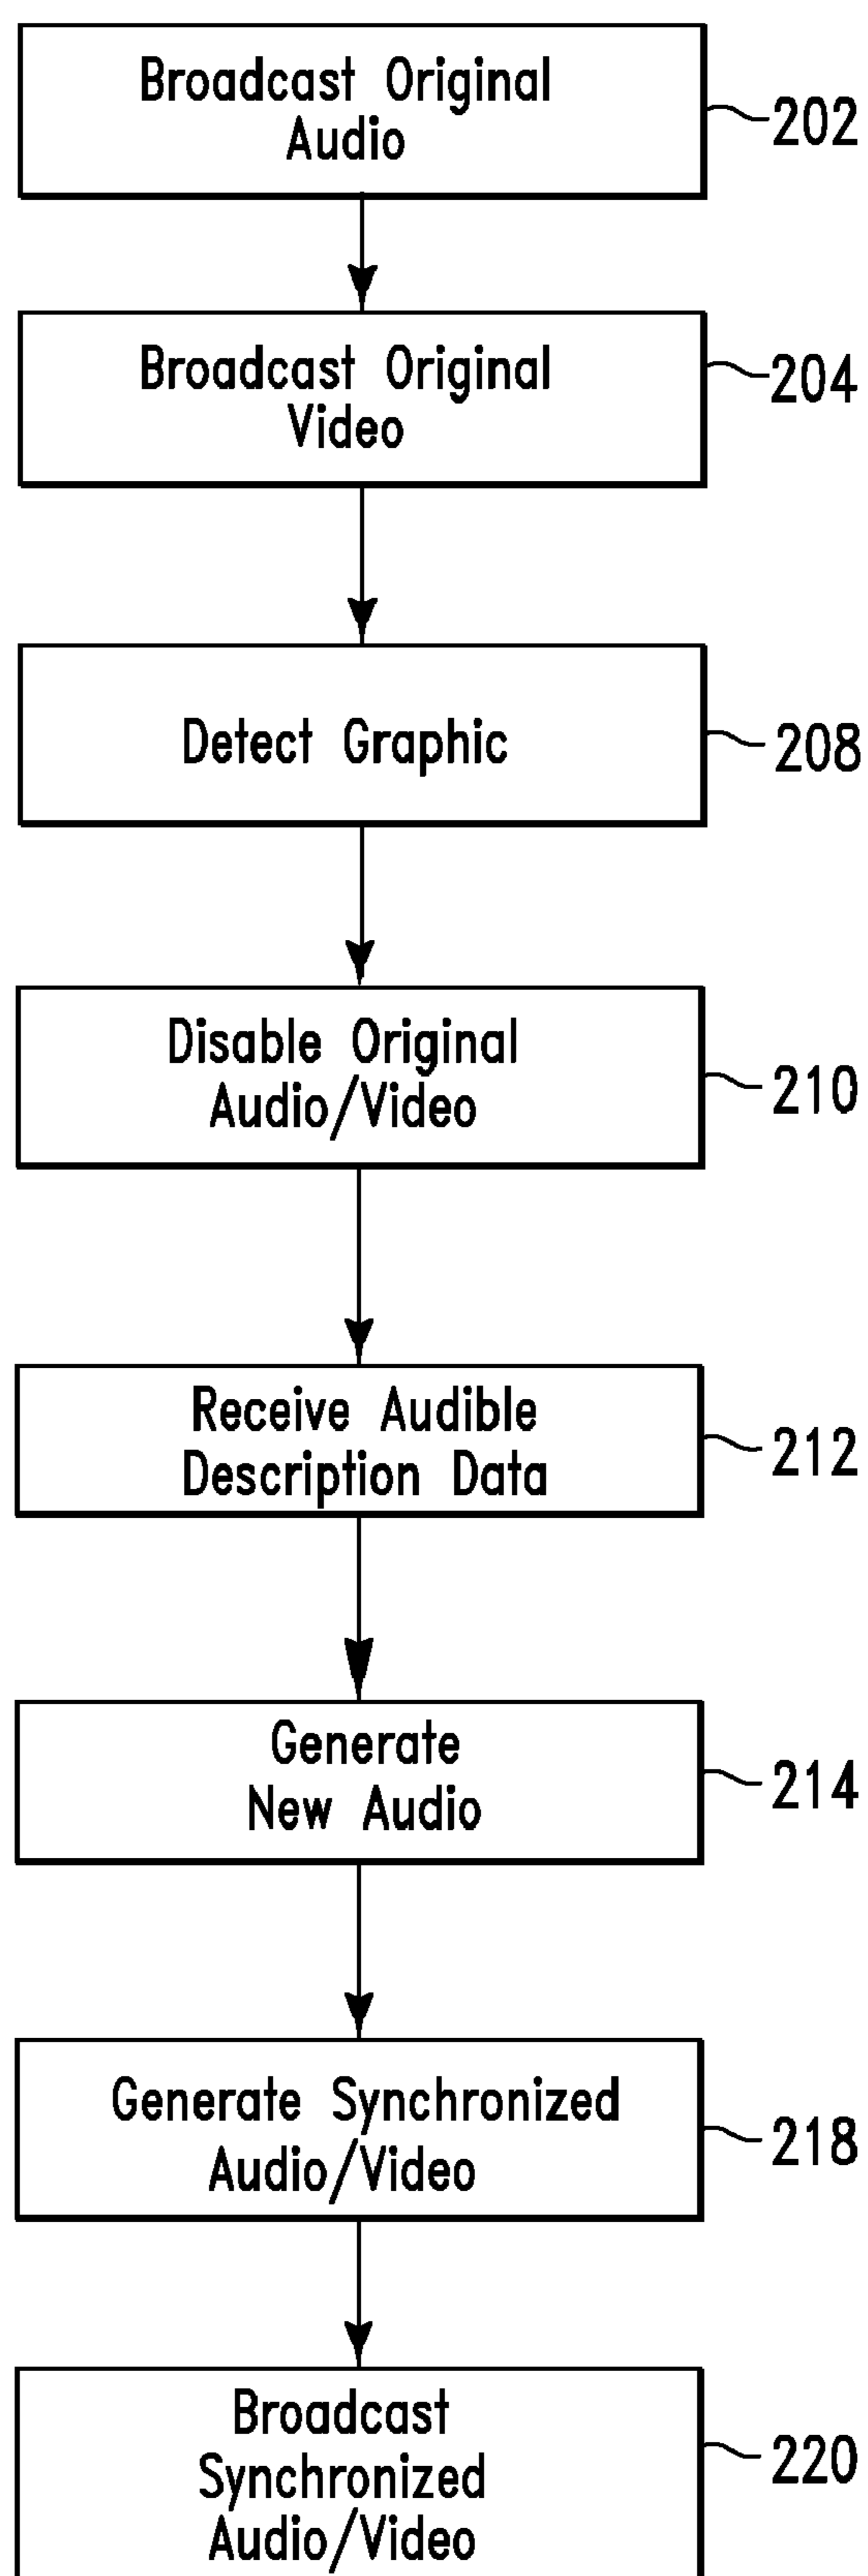 Broadcast Original
Audio
202
Broadcast Original
Video
204
Detect Graphic
208
Disable Original
Audio/Video
210
Receive Audible
Description Data
212
Generate
New Audio
214
Generate Synchronized
Audio/Video
218
Broadcast
Synchronized
Audio/Video
220